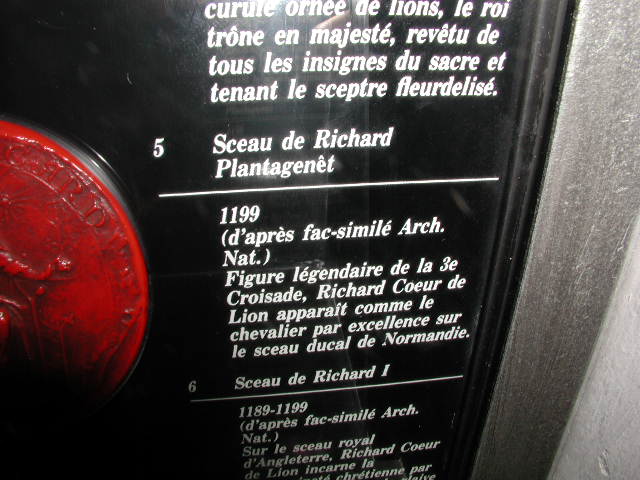 curule ornée de lions, le roi
trône en majesté, revêtu de
tous les insignes du sacre et
tenant le sceptre fleurdelisé.
5 Sceau de Richard
Plantagenêt
1199
(d'après fac-similé Arch.
Nat.)
Figure légendaire de la 3e
Croisade, Richard Coeur de
Lion apparaît comme le
chevalier par excellence sur
le sceau ducal de Normandie.
6 Sceau de Richard I
1189-1199
(d'après fac-similé Arch.
Nat.)
Sur le sceau royal
d'Angleterre, Richard Coeur
de Lion incarne la
chrétienne par